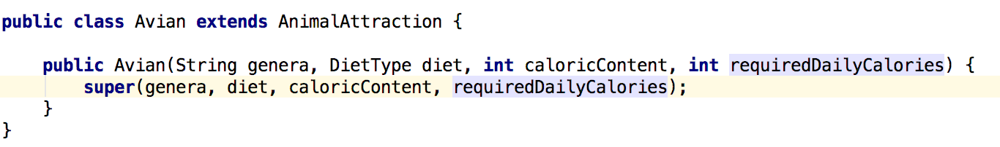 public class Avian extends AnimalAttraction {
    public Avian(String genera, DietType diet, int caloricContent, int requiredDailyCalories) {
        super(genera, diet, caloricContent, requiredDailyCalories);
    }
}